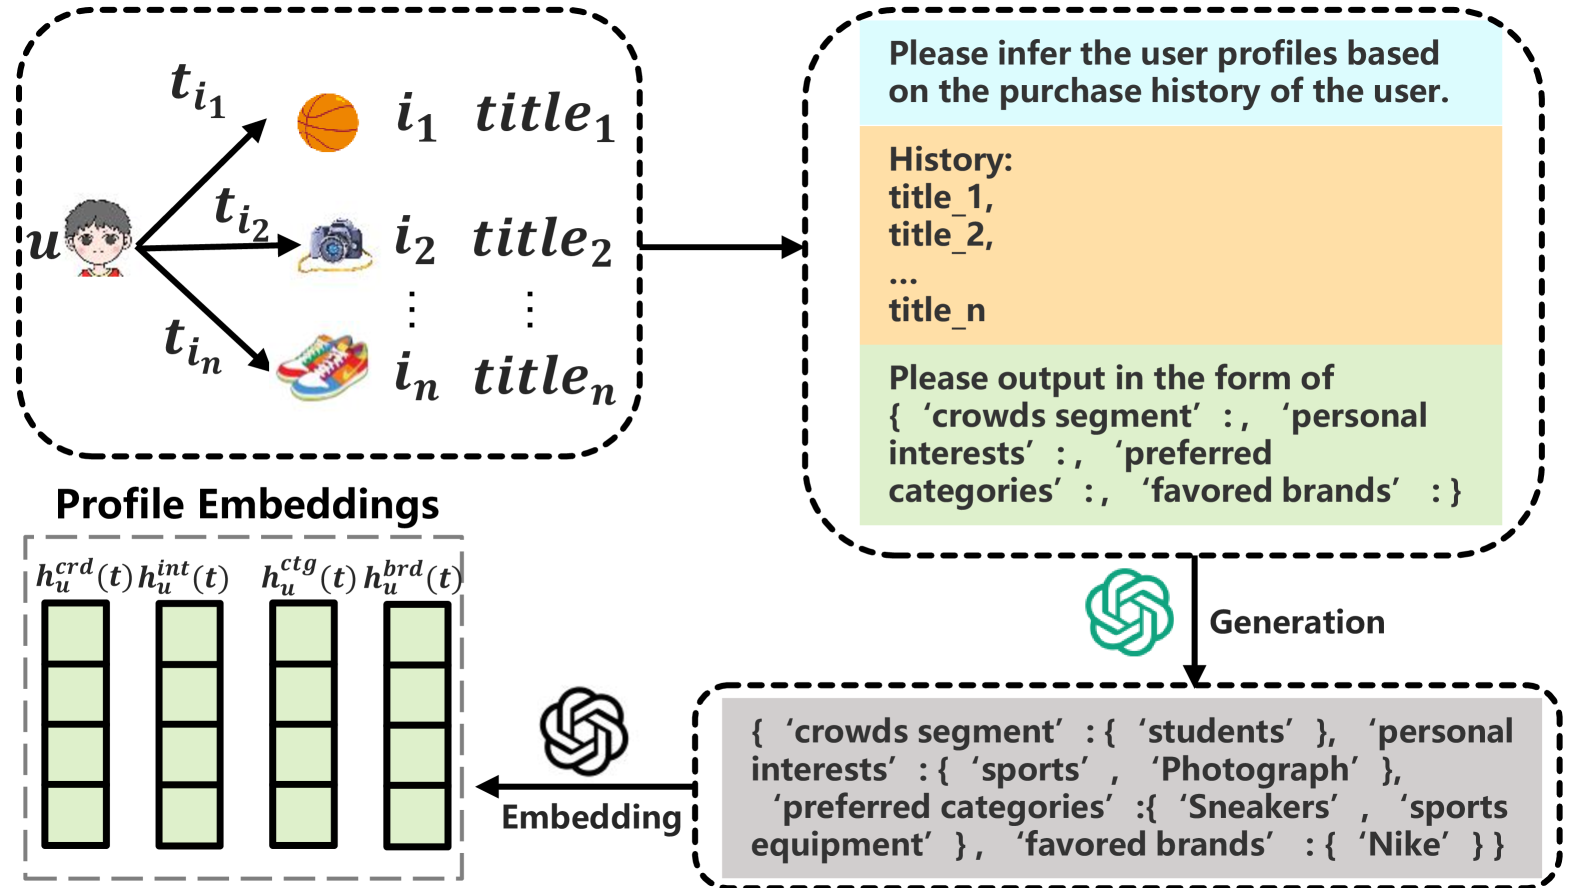 t_{i_1} i_1 title_1
u t_{i_2} i_2 title_2
⋮ ⋮
t_{i_n} i_n title_n
Please infer the user profiles based
on the purchase history of the user.
History:
title_1,
title_2,
...
title_n
Please output in the form of
{ ‘crowds segment’ : , ‘personal
interests’ : , ‘preferred
categories’ : , ‘favored brands’ : }
Generation
{ ‘crowds segment’ : { ‘students’ }, ‘personal
interests’ : { ‘sports’ , ‘Photograph’ },
‘preferred categories’ :{ ‘Sneakers’ , ‘sports
equipment’ } , ‘favored brands’ : { ‘Nike’ } }
Embedding
Profile Embeddings
h_u^{crd}(t) h_u^{int}(t) h_u^{ctg}(t) h_u^{brd}(t)